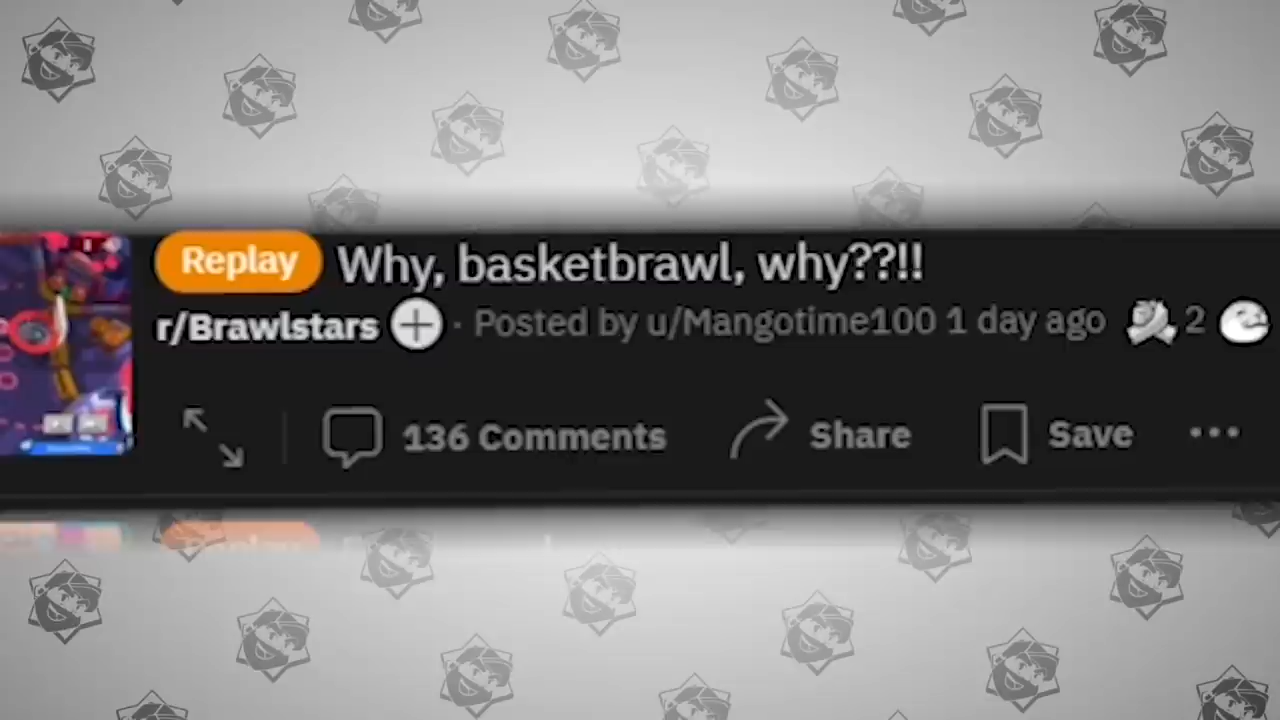 Replay Why, basketbrawl, why??!!
r/Brawlstars · Posted by u/Mangotime100 1 day ago 2
136 Comments Share Save